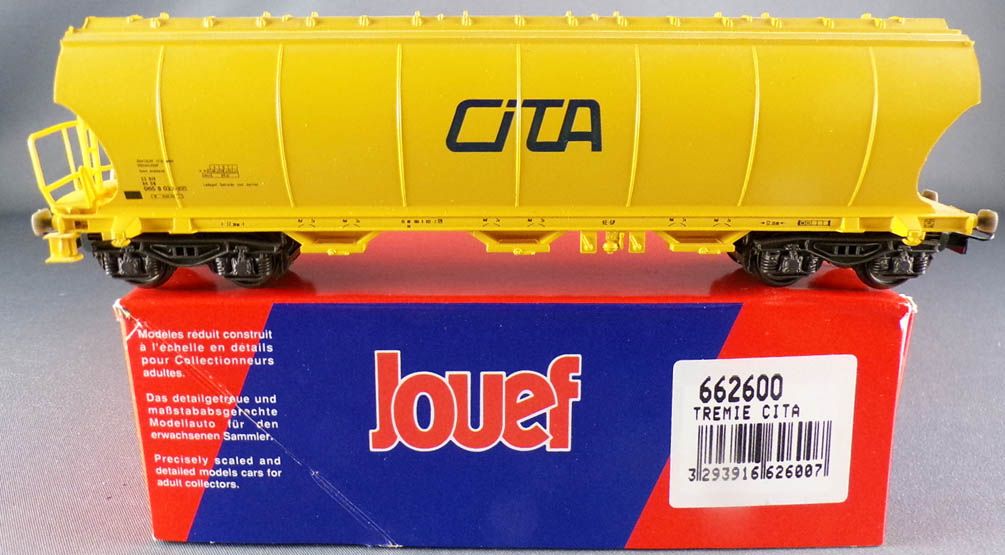 CiTA
Modeles réduit construit
à l'échelle en détails
pour Collectionneurs
adultes.
Das detailgetreue und
maßstababsgerechte
Modellauto für den
erwachsenen Sammler.
Precisely scaled and
detailed models cars for
adult collectors.
Jouef
662600
TREMIE CITA
3 293916 626007